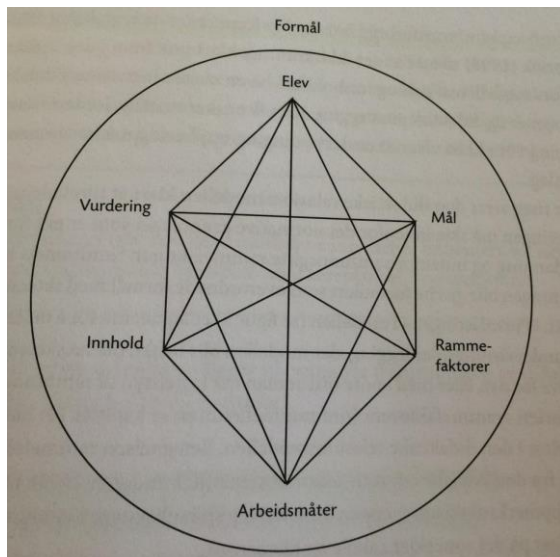 Formål
Elev
Vurdering
Mål
Innhold
Ramme-
faktorer
Arbeidsmåter